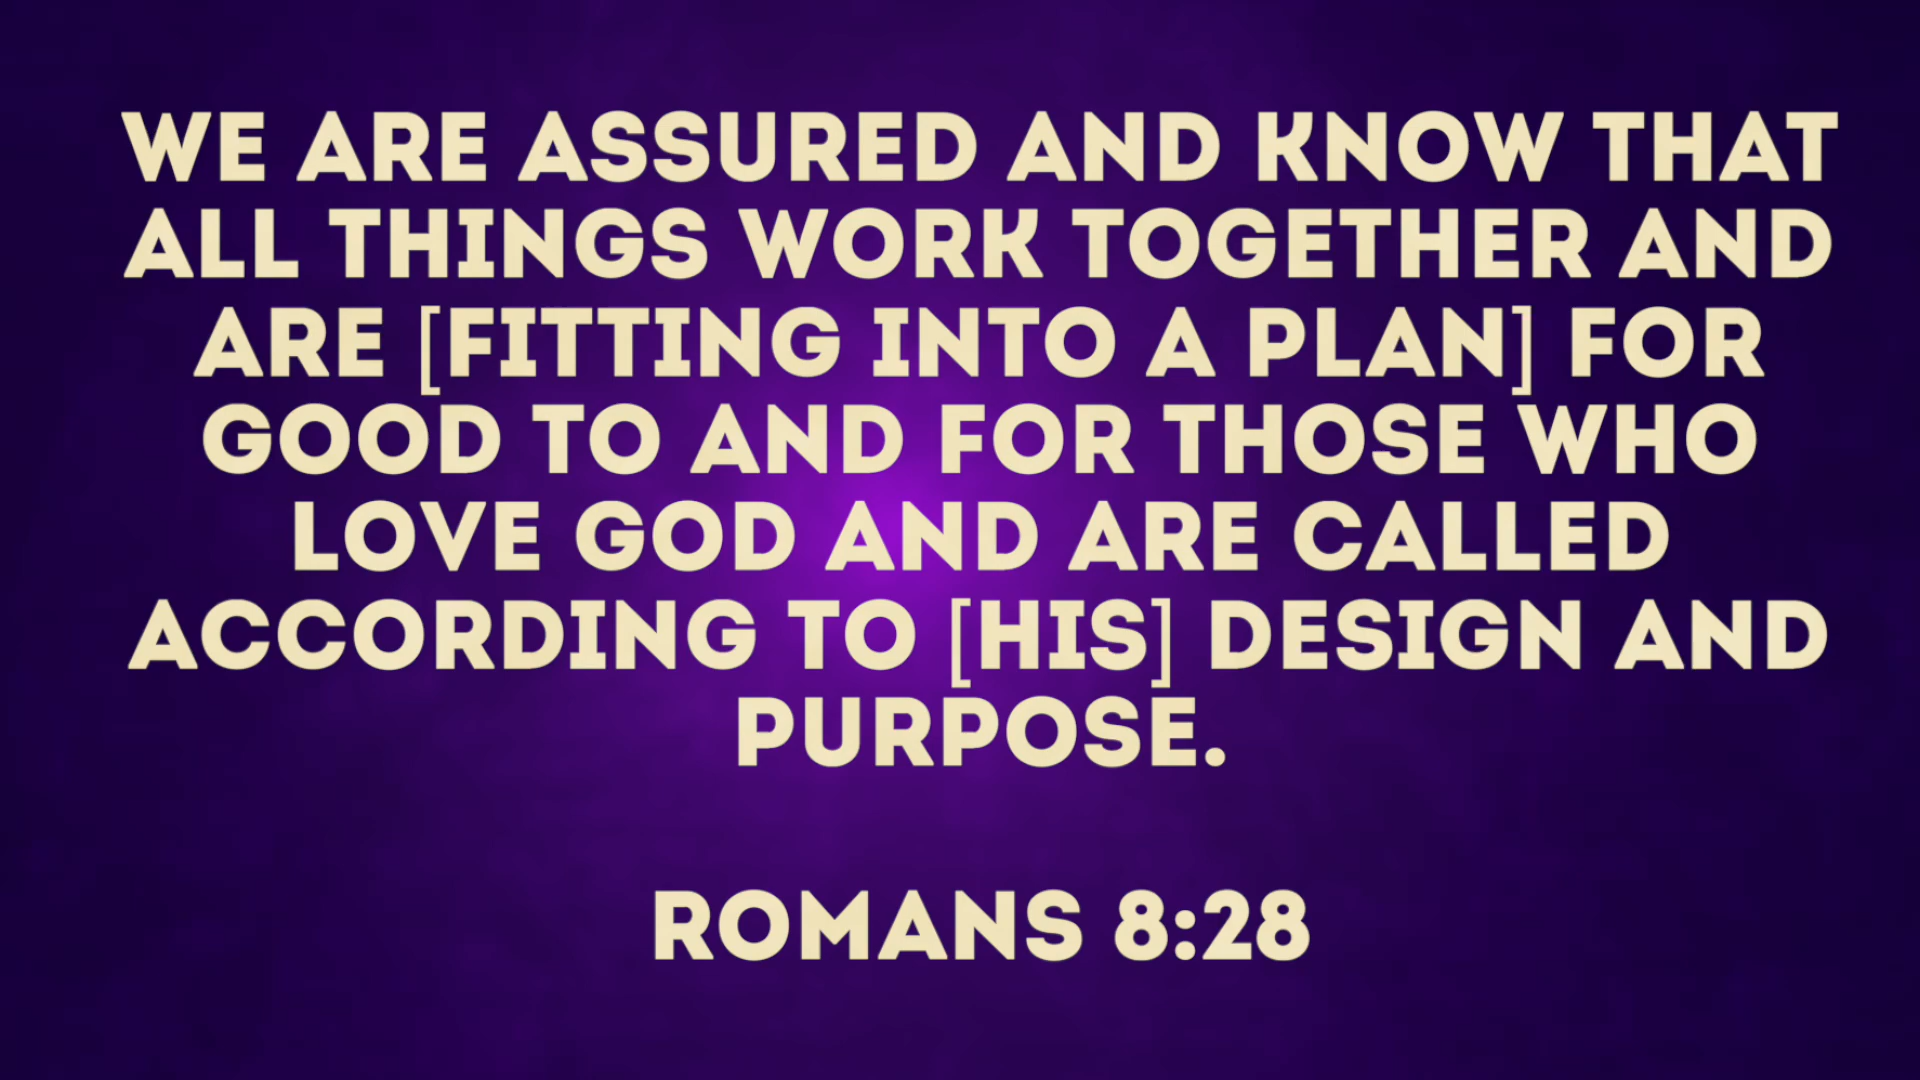 WE ARE ASSURED AND KNOW THAT
ALL THINGS WORK TOGETHER AND
ARE [FITTING INTO A PLAN] FOR
GOOD TO AND FOR THOSE WHO
LOVE GOD AND ARE CALLED
ACCORDING TO [HIS] DESIGN AND
PURPOSE.
ROMANS 8:28